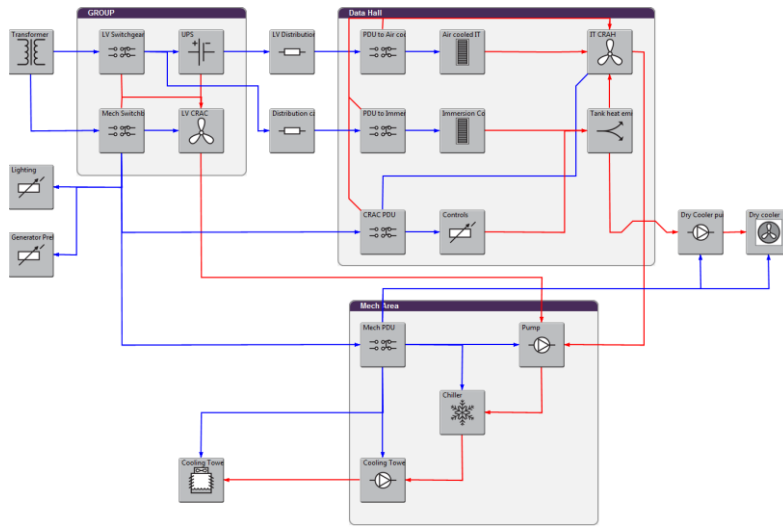 GROUP
Data Hall
Transformer
LV Switchgear
UPS
LV Distribution
PDU to Air coo
Air cooled IT
IT CRAH
Mech Switchb
LV CRAC
Distribution ca
PDU to Immer
Immersion Co
Tank heat emi
Lighting
CRAC PDU
Controls
Dry Cooler pu
Dry cooler
Generator Pre
Mech Area
Mech PDU
Pump
Chiller
Cooling Towe
Cooling Towe